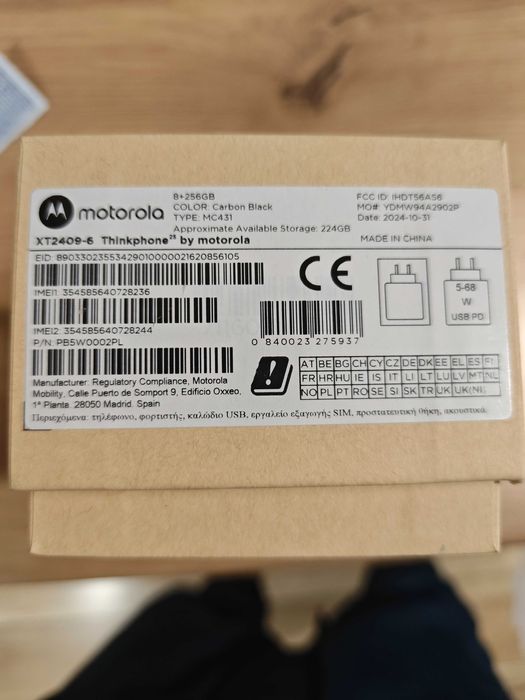 motorola
8+256GB
COLOR: Carbon Black
TYPE: MC431
Approximate Available Storage: 224GB
FCC ID: IHDT56AS6
MO#: YDMW94A2902P
Date: 2024-10-31
MADE IN CHINA
XT2409-6 Thinkphone²⁵ by motorola
EID: 89033023553429010000021620856105
IMEI1: 354585640728236
IMEI2: 354585640728244
P/N: PB5W0002PL
CE
0 840023 275937
5-68
W
USB PD
AT BE BG CH CY CZ DE DK EE EL ES FI
FR HR HU IE IS IT LI LT LU LV MT NL
NO PL PT RO SE SI SK TR UK UK(NI)
Manufacturer: Regulatory Compliance, Motorola
Mobility, Calle Puerto de Somport 9, Edificio Oxxeo,
1ª Planta. 28050 Madrid. Spain
Περιεχόμενα: τηλέφωνο, φορτιστής, καλώδιο USB, εργαλείο εξαγωγής SIM, προστατευτική θήκη, ακουστικά.